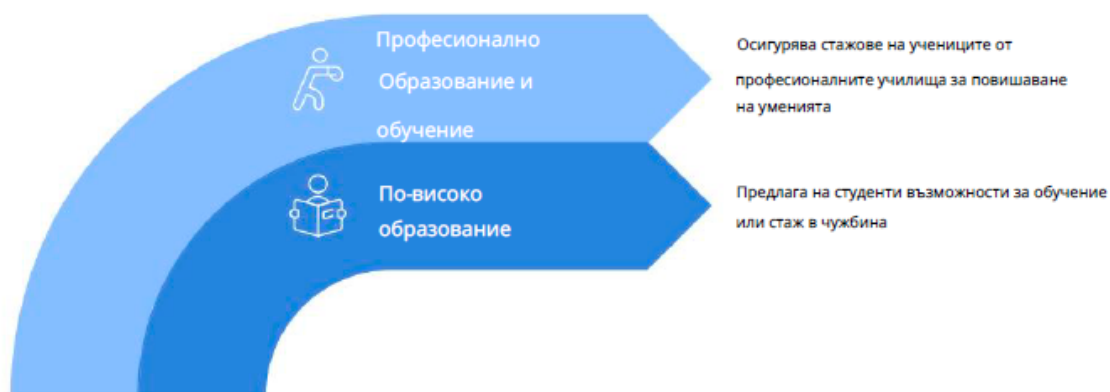 Професионално
Образование и
обучение
Осигурява стажове на учениците от
професионалните училища за повишаване
на уменията
По-високо
образование
Предлага на студенти възможности за обучение
или стаж в чужбина